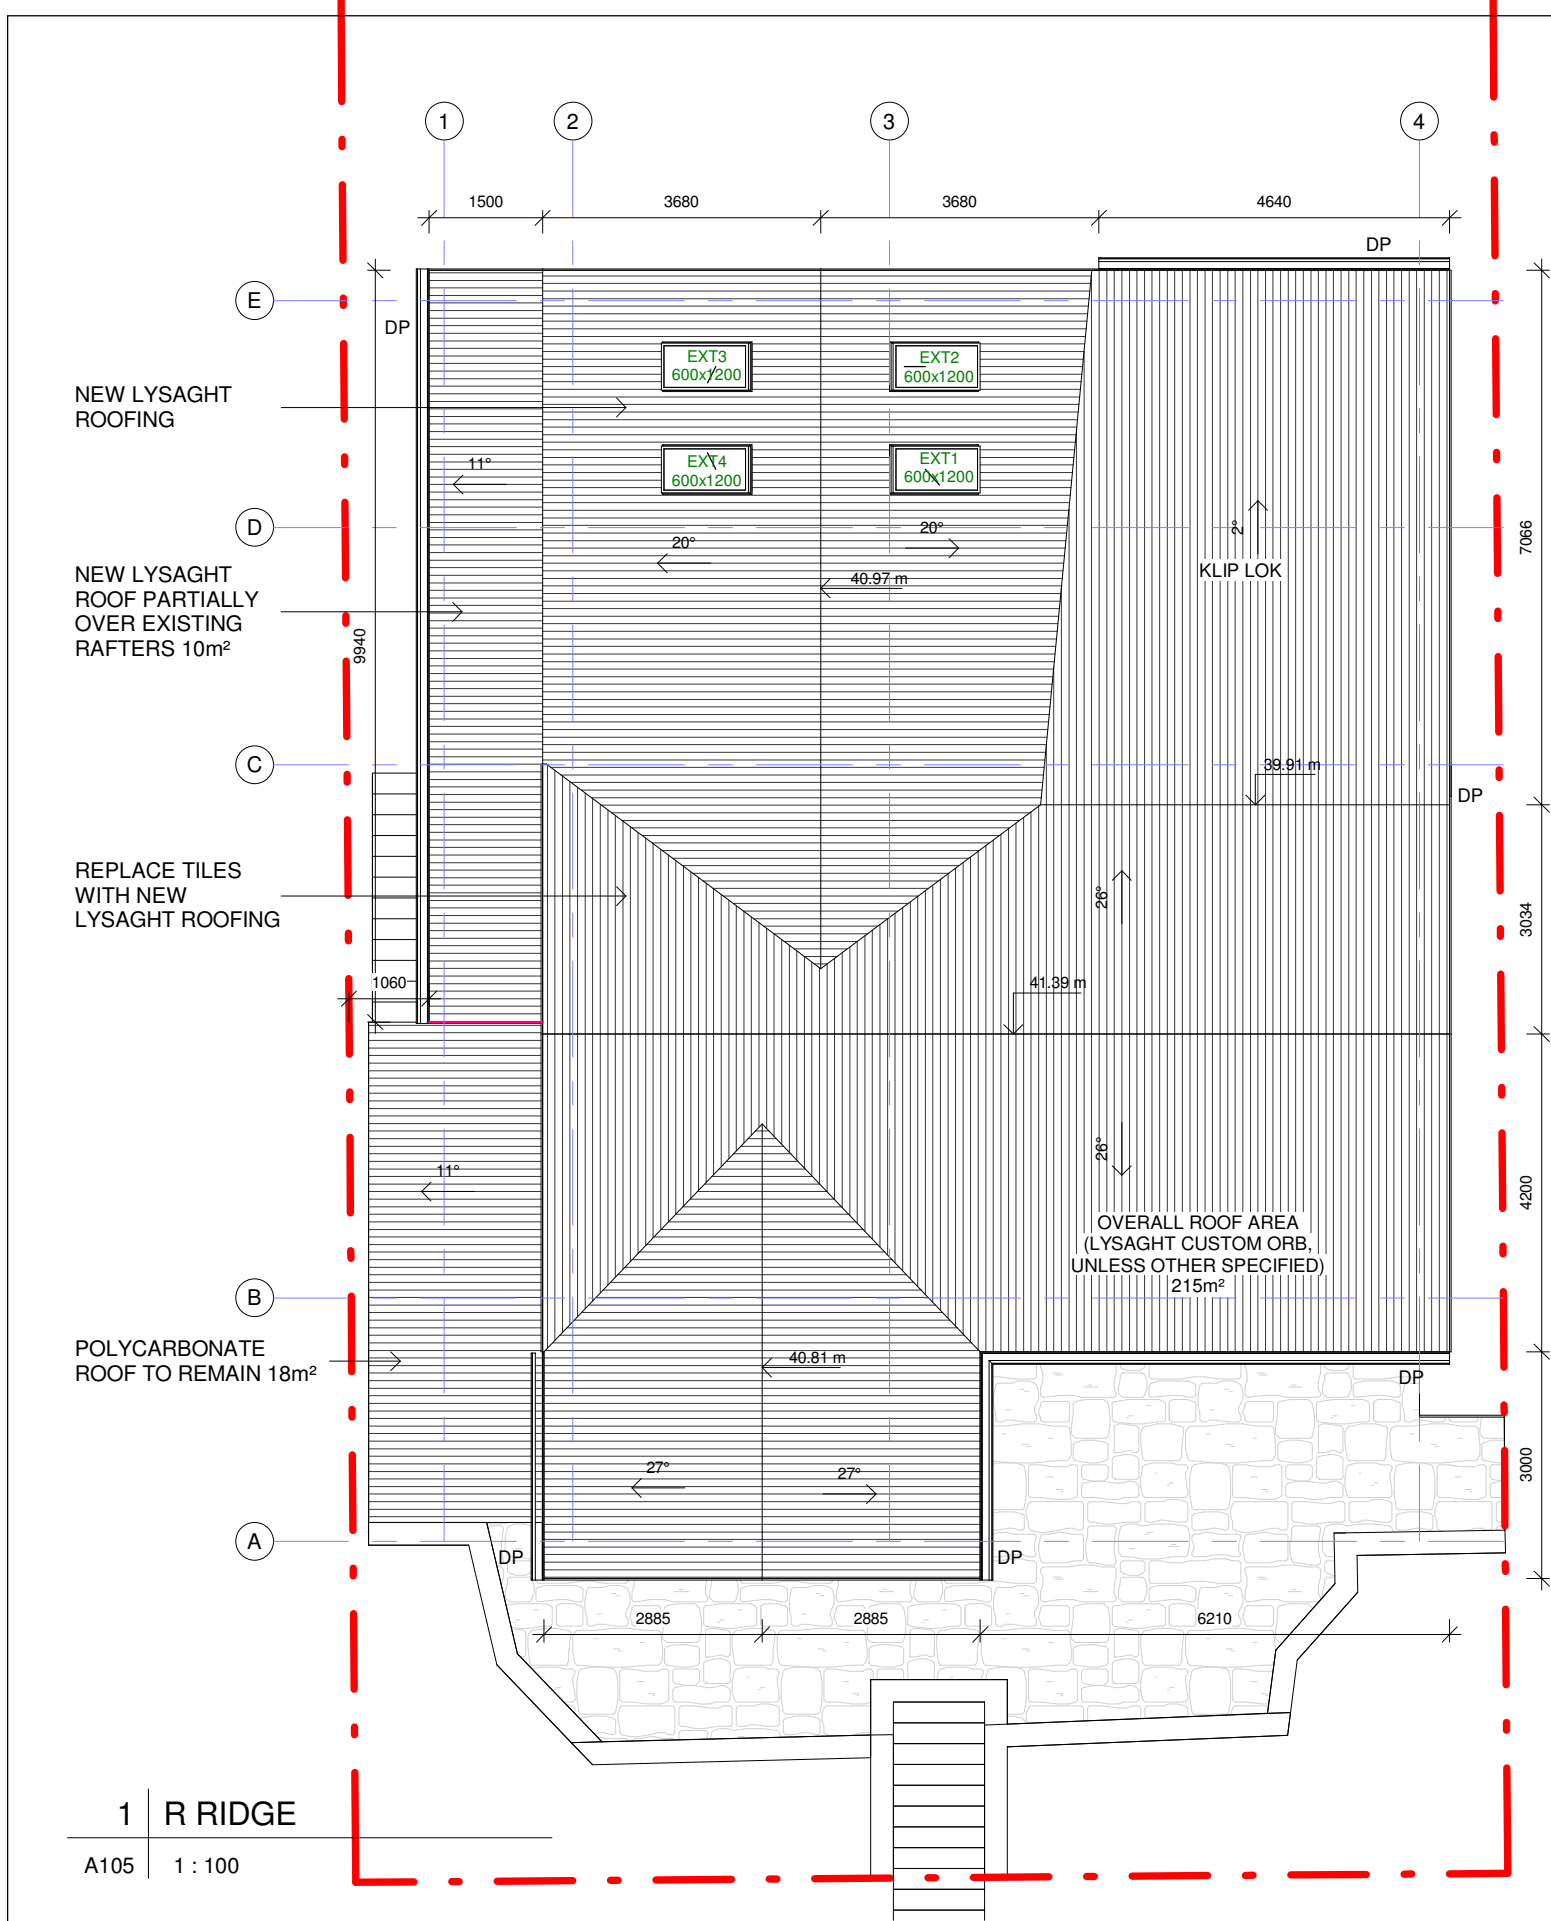 1
2
3
4
1500
3680
3680
4640
DP
E
DP
EXT3
600x1200
EXT2
600x1200
NEW LYSAGHT
ROOFING
EXT4
600x1200
EXT1
600x1200
11°
D
20°
20°
2°
7066
KLIP LOK
40.97 m
NEW LYSAGHT
ROOF PARTIALLY
OVER EXISTING
RAFTERS 10m²
9940
C
39.91 m
DP
REPLACE TILES
WITH NEW
LYSAGHT ROOFING
26°
3034
1060
41.39 m
11°
26°
4200
OVERALL ROOF AREA
(LYSAGHT CUSTOM ORB,
UNLESS OTHER SPECIFIED)
215m²
B
POLYCARBONATE
ROOF TO REMAIN 18m²
40.81 m
DP
27°
27°
3000
A
DP
DP
2885
2885
6210
1
R RIDGE
A105
1 : 100